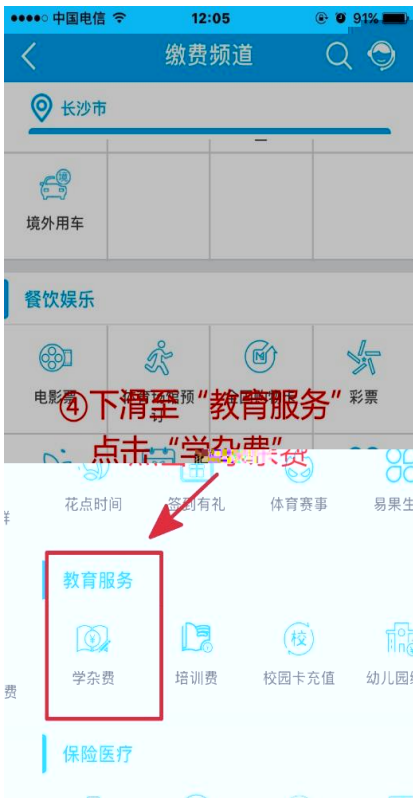 中国电信 12:05 91%
缴费频道
长沙市
境外用车
餐饮娱乐
电影票 彩票
④下滑至“教育服务”
点击“学杂费”
花点时间 签到有礼 体育赛事 易果生
教育服务
学杂费 培训费 校园卡充值 幼儿园
费
保险医疗